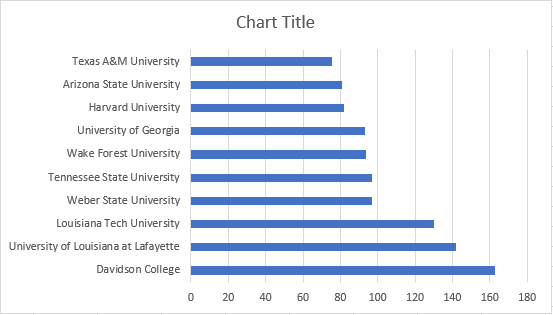 Chart Title
Texas A&M University
Arizona State University
Harvard University
University of Georgia
Wake Forest University
Tennessee State University
Weber State University
Louisiana Tech University
University of Louisiana at Lafayette
Davidson College
0 20 40 60 80 100 120 140 160 180